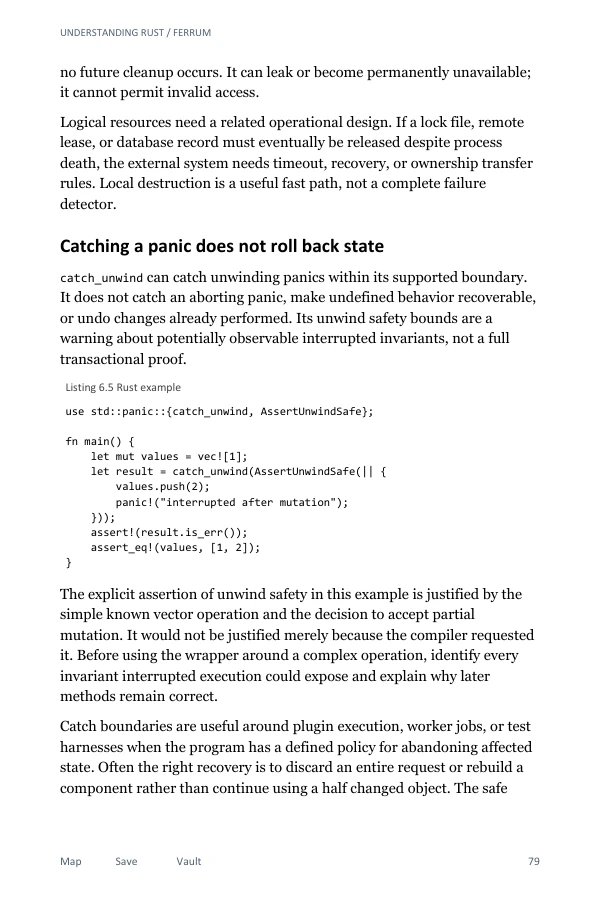 UNDERSTANDING RUST / FERRUM
no future cleanup occurs. It can leak or become permanently unavailable;
it cannot permit invalid access.
Logical resources need a related operational design. If a lock file, remote
lease, or database record must eventually be released despite process
death, the external system needs timeout, recovery, or ownership transfer
rules. Local destruction is a useful fast path, not a complete failure
detector.
Catching a panic does not roll back state
catch_unwind can catch unwinding panics within its supported boundary.
It does not catch an aborting panic, make undefined behavior recoverable,
or undo changes already performed. Its unwind safety bounds are a
warning about potentially observable interrupted invariants, not a full
transactional proof.
Listing 6.5 Rust example
use std::panic::{catch_unwind, AssertUnwindSafe};
fn main() {
    let mut values = vec![1];
    let result = catch_unwind(AssertUnwindSafe(|| {
        values.push(2);
        panic!("interrupted after mutation");
    }));
    assert!(result.is_err());
    assert_eq!(values, [1, 2]);
}
The explicit assertion of unwind safety in this example is justified by the
simple known vector operation and the decision to accept partial
mutation. It would not be justified merely because the compiler requested
it. Before using the wrapper around a complex operation, identify every
invariant interrupted execution could expose and explain why later
methods remain correct.
Catch boundaries are useful around plugin execution, worker jobs, or test
harnesses when the program has a defined policy for abandoning affected
state. Often the right recovery is to discard an entire request or rebuild a
component rather than continue using a half changed object. The safe
Map Save Vault 79